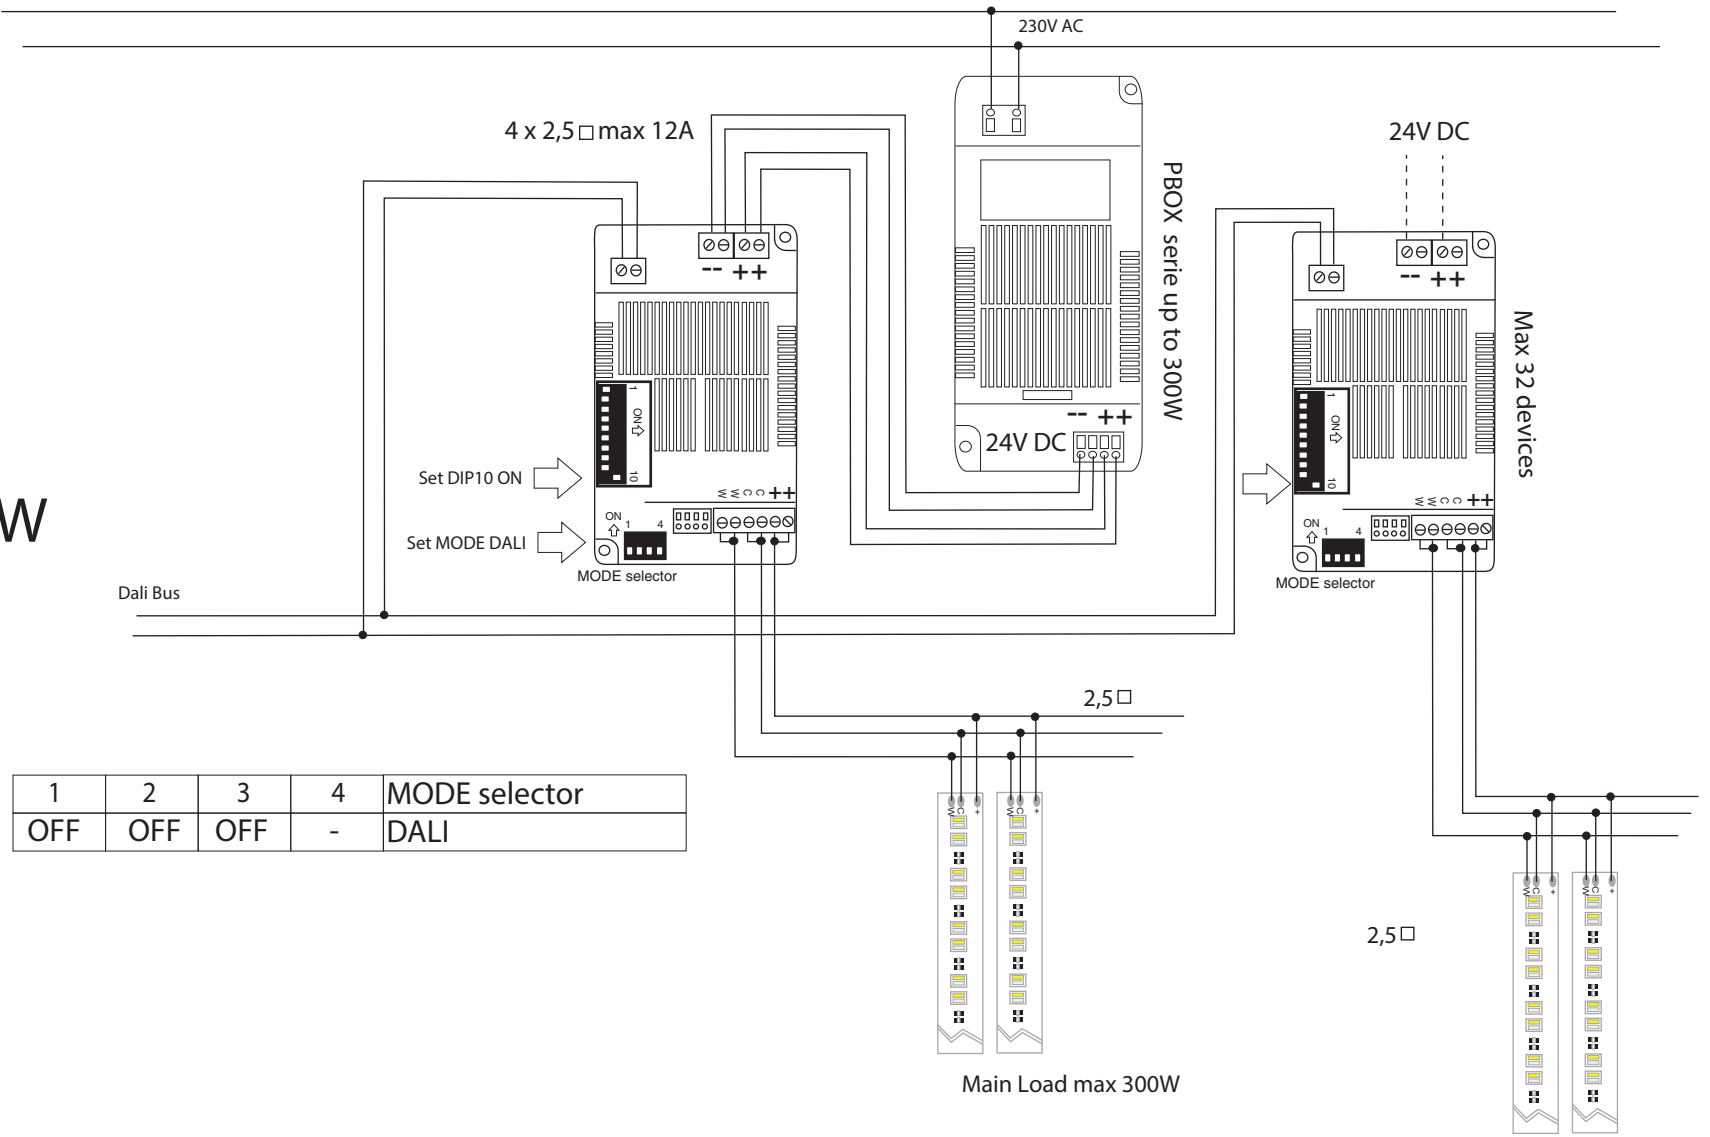 230V AC
4 x 2,5 □ max 12A
24V DC
-- ++
-- ++
-- ++
PBOX serie up to 300W
Max 32 devices
1
ON
10
1
ON
10
24V DC
Set DIP10 ON
W W C C ++
W W C C ++
W
ON
1 4
ON
1 4
Set MODE DALI
MODE selector
MODE selector
Dali Bus
2,5 □
1 2 3 4 MODE selector
OFF OFF OFF - DALI
W C +
W C +
W C +
W C +
2,5 □
Main Load max 300W